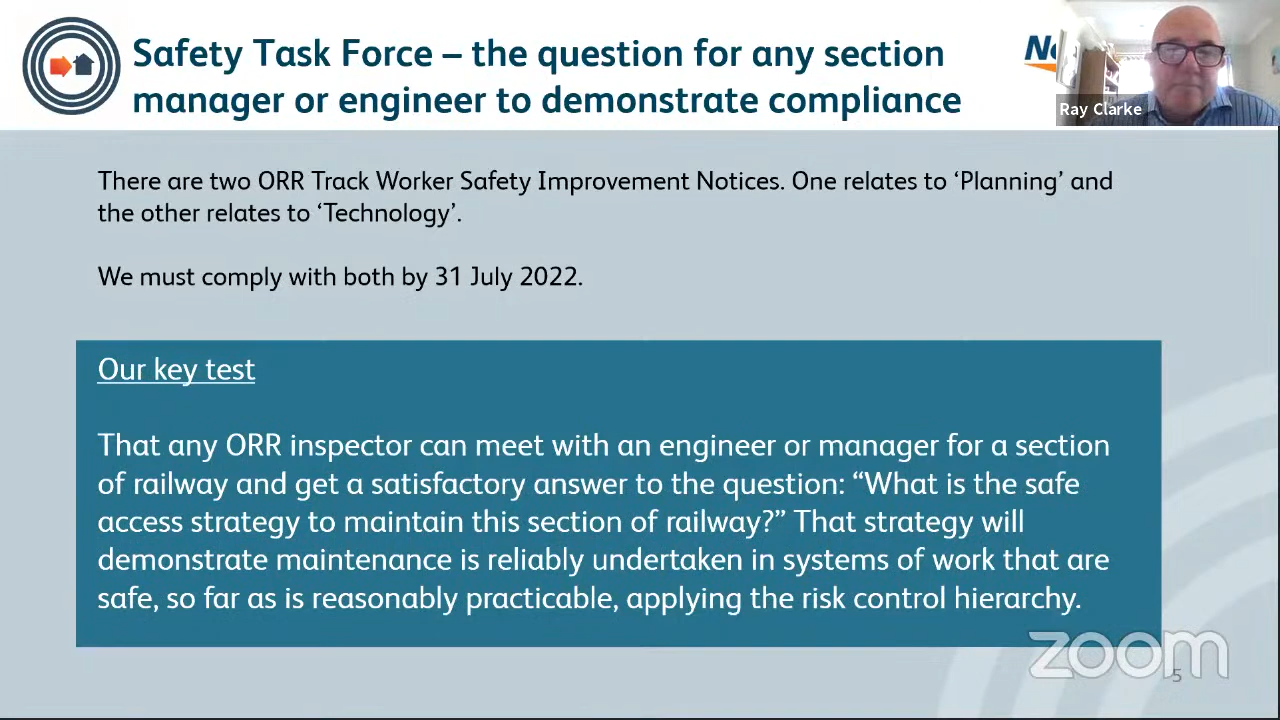 Safety Task Force – the question for any section
manager or engineer to demonstrate compliance
Ray Clarke
There are two ORR Track Worker Safety Improvement Notices. One relates to ‘Planning’ and
the other relates to ‘Technology’.
We must comply with both by 31 July 2022.
Our key test
That any ORR inspector can meet with an engineer or manager for a section
of railway and get a satisfactory answer to the question: “What is the safe
access strategy to maintain this section of railway?” That strategy will
demonstrate maintenance is reliably undertaken in systems of work that are
safe, so far as is reasonably practicable, applying the risk control hierarchy.
zoom
5